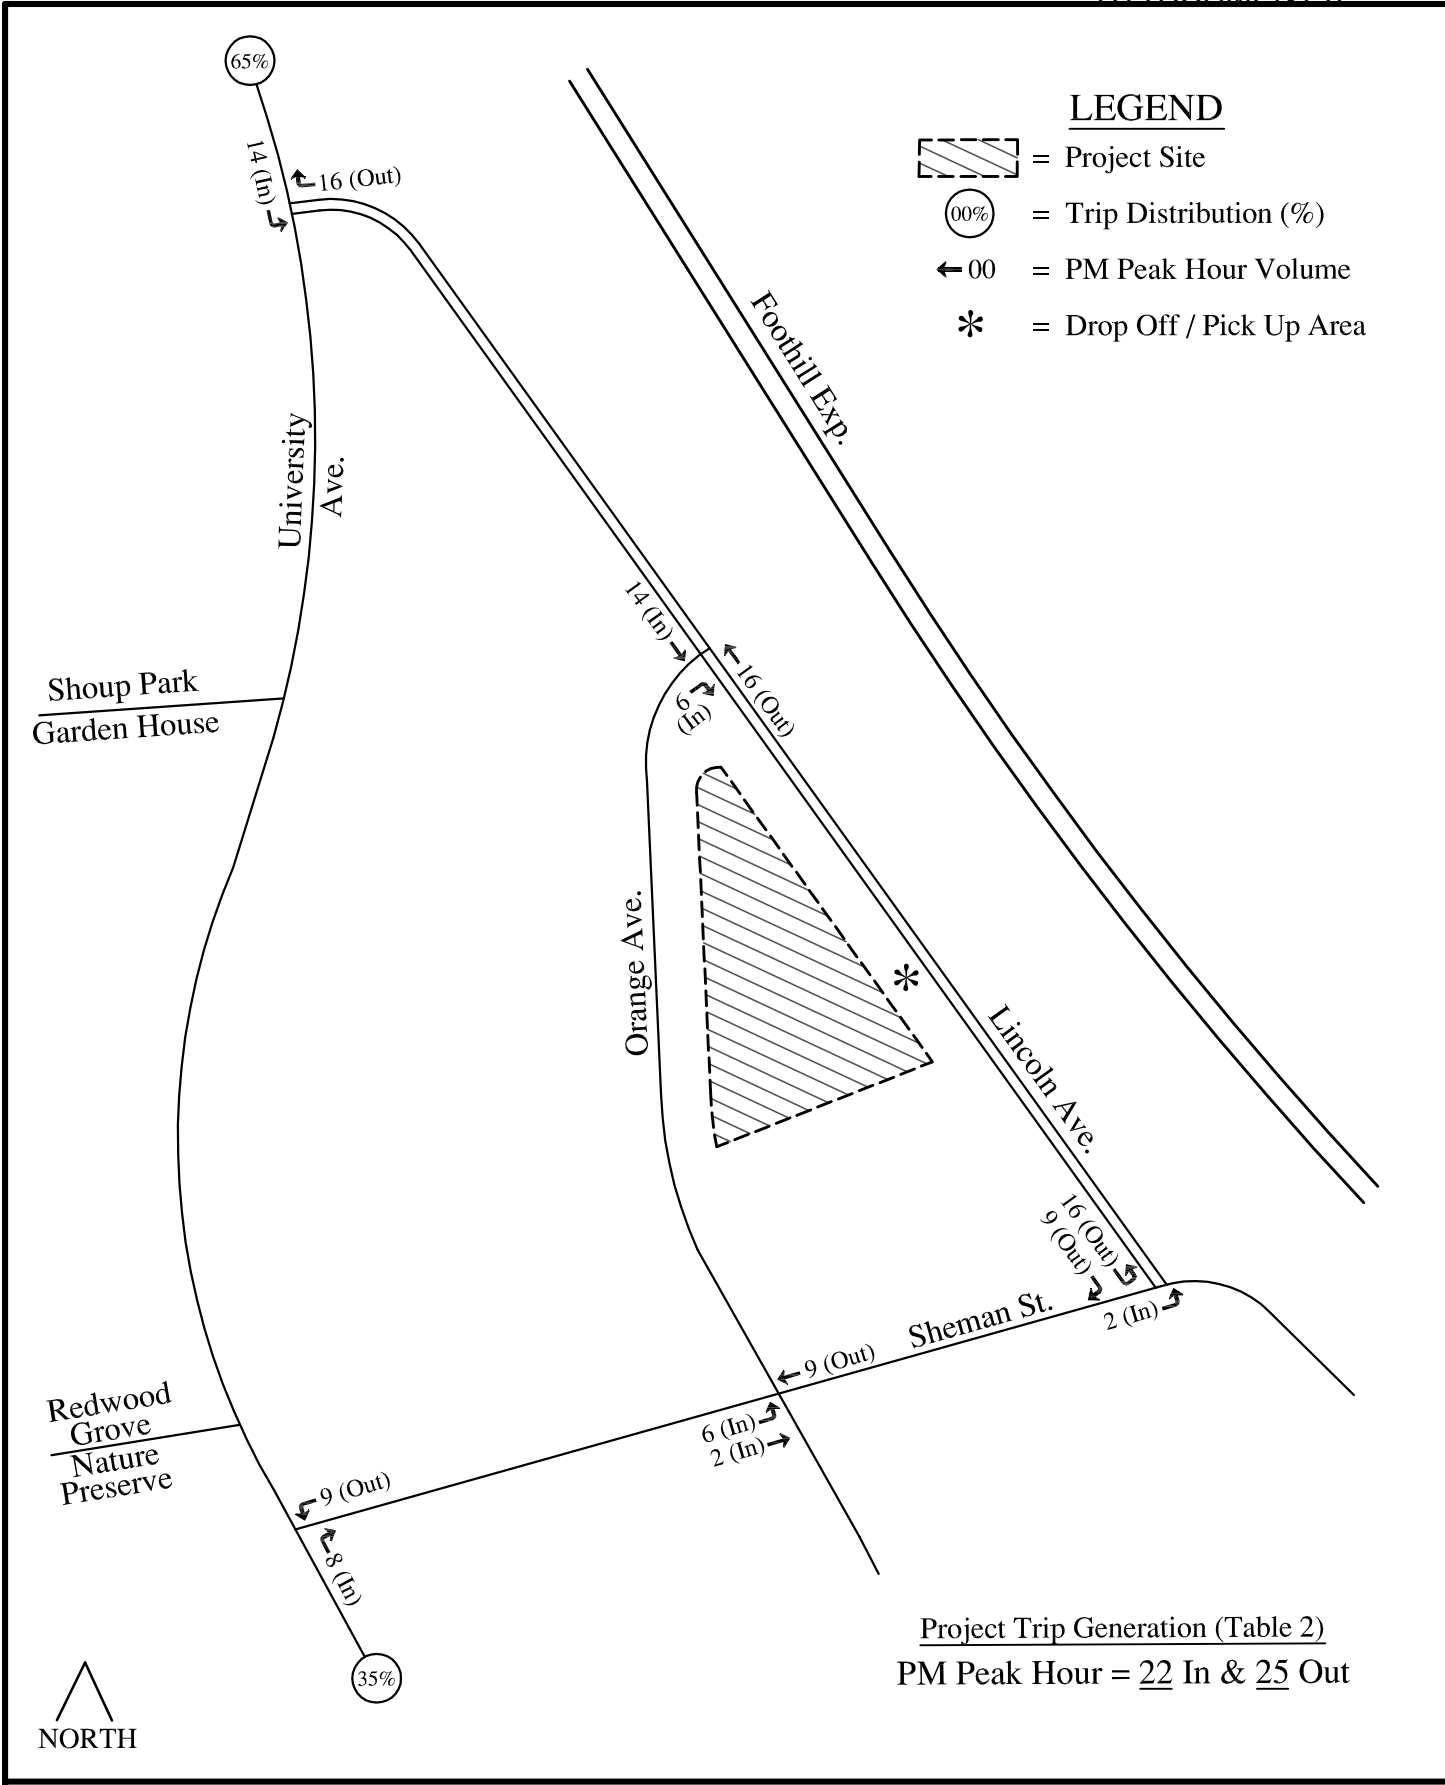 65%
LEGEND
= Project Site
00% = Trip Distribution (%)
00 = PM Peak Hour Volume
* = Drop Off / Pick Up Area
14 (In)
16 (Out)
Foothill Exp.
University
Ave.
14 (In)
16 (Out)
6
(In)
Shoup Park
Garden House
Orange Ave.
*
Lincoln Ave.
16 (Out)
9 (Out)
2 (In)
Sheman St.
9 (Out)
6 (In)
2 (In)
Redwood
Grove
Nature
Preserve
9 (Out)
8 (In)
35%
Project Trip Generation (Table 2)
PM Peak Hour = 22 In & 25 Out
NORTH